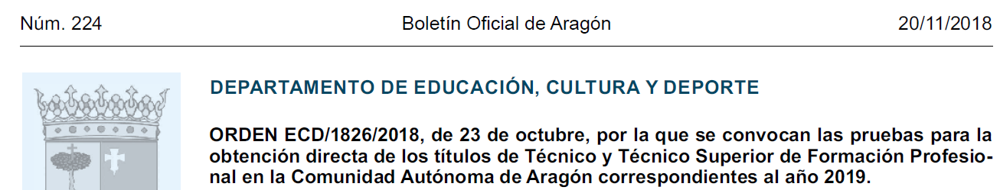 Núm. 224 Boletín Oficial de Aragón 20/11/2018
DEPARTAMENTO DE EDUCACIÓN, CULTURA Y DEPORTE
ORDEN ECD/1826/2018, de 23 de octubre, por la que se convocan las pruebas para la
obtención directa de los títulos de Técnico y Técnico Superior de Formación Profesio-
nal en la Comunidad Autónoma de Aragón correspondientes al año 2019.